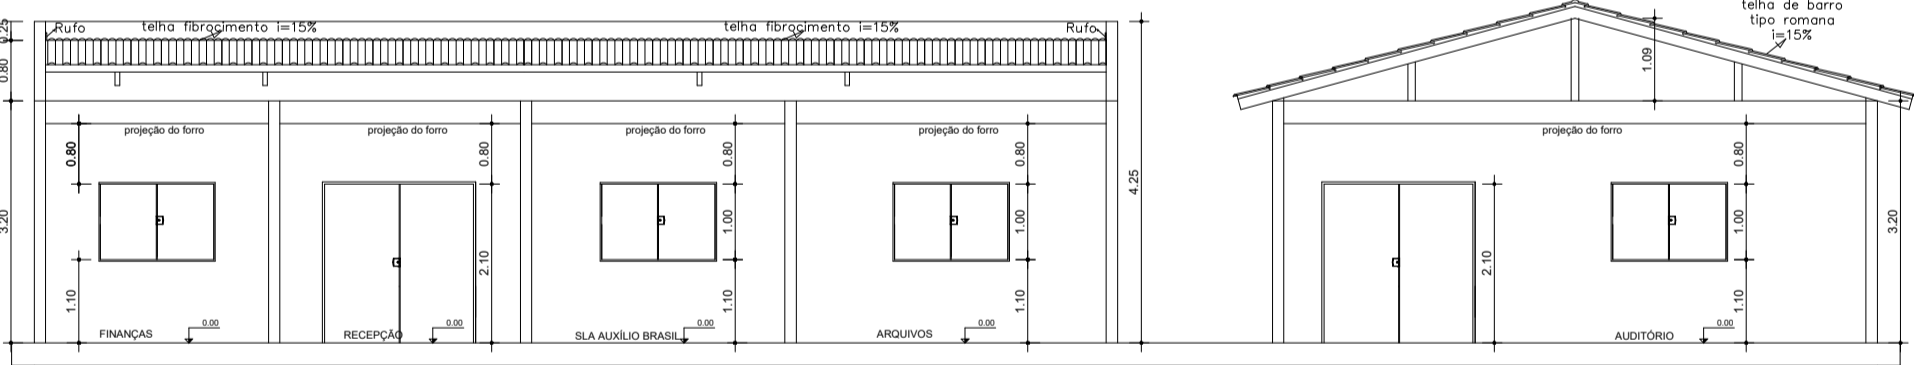 telha de barro
Rufo
telha fibrocimento i=15%
telha fibrocimento i=15%
Rufo
tipo romana
i=15%
0.25
0.80
1.09
projeção do forro
projeção do forro
projeção do forro
projeção do forro
projeção do forro
0.80
0.80
0.80
0.80
0.80
4.25
3.20
1.00
1.00
1.00
3.20
2.10
2.10
1.10
1.10
1.10
1.10
0.00
0.00
0.00
0.00
0.00
FINANÇAS
RECEPÇÃO
SLA AUXÍLIO BRASIL
ARQUIVOS
AUDITÓRIO